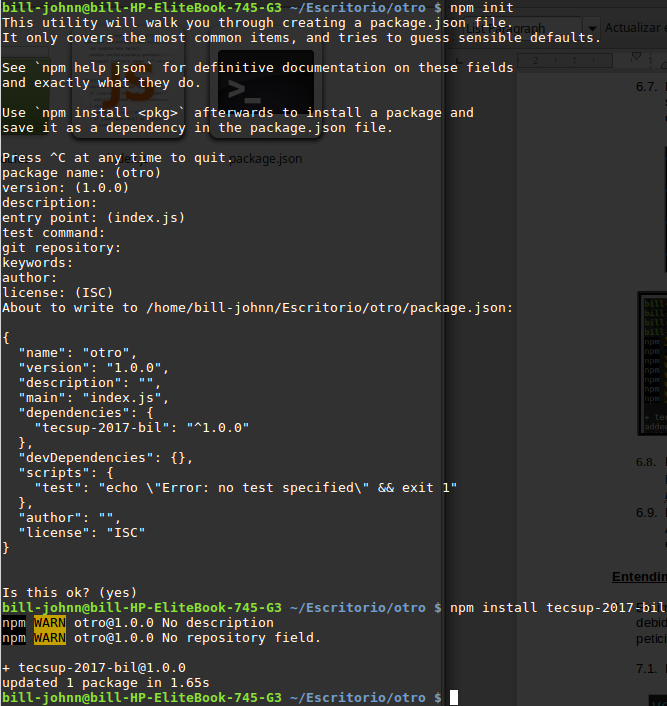 bill-johnn@bill-HP-EliteBook-745-G3 ~/Escritorio/otro $ npm init
This utility will walk you through creating a package.json file.
It only covers the most common items, and tries to guess sensible defaults.
See `npm help json` for definitive documentation on these fields
and exactly what they do.
Use `npm install <pkg>` afterwards to install a package and
save it as a dependency in the package.json file.
Press ^C at any time to quit.
package name: (otro)
version: (1.0.0)
description:
entry point: (index.js)
test command:
git repository:
keywords:
author:
license: (ISC)
About to write to /home/bill-johnn/Escritorio/otro/package.json:
{
  "name": "otro",
  "version": "1.0.0",
  "description": "",
  "main": "index.js",
  "dependencies": {
    "tecsup-2017-bil": "^1.0.0"
  },
  "devDependencies": {},
  "scripts": {
    "test": "echo \"Error: no test specified\" && exit 1"
  },
  "author": "",
  "license": "ISC"
}
Is this ok? (yes)
bill-johnn@bill-HP-EliteBook-745-G3 ~/Escritorio/otro $ npm install tecsup-2017-bil
npm WARN otro@1.0.0 No description
npm WARN otro@1.0.0 No repository field.
+ tecsup-2017-bil@1.0.0
updated 1 package in 1.65s
bill-johnn@bill-HP-EliteBook-745-G3 ~/Escritorio/otro $
JS
package.json
List Paragraph
Actualizar
6.7.
6.8.
6.9.
Entendin
debid
petici
7.1.